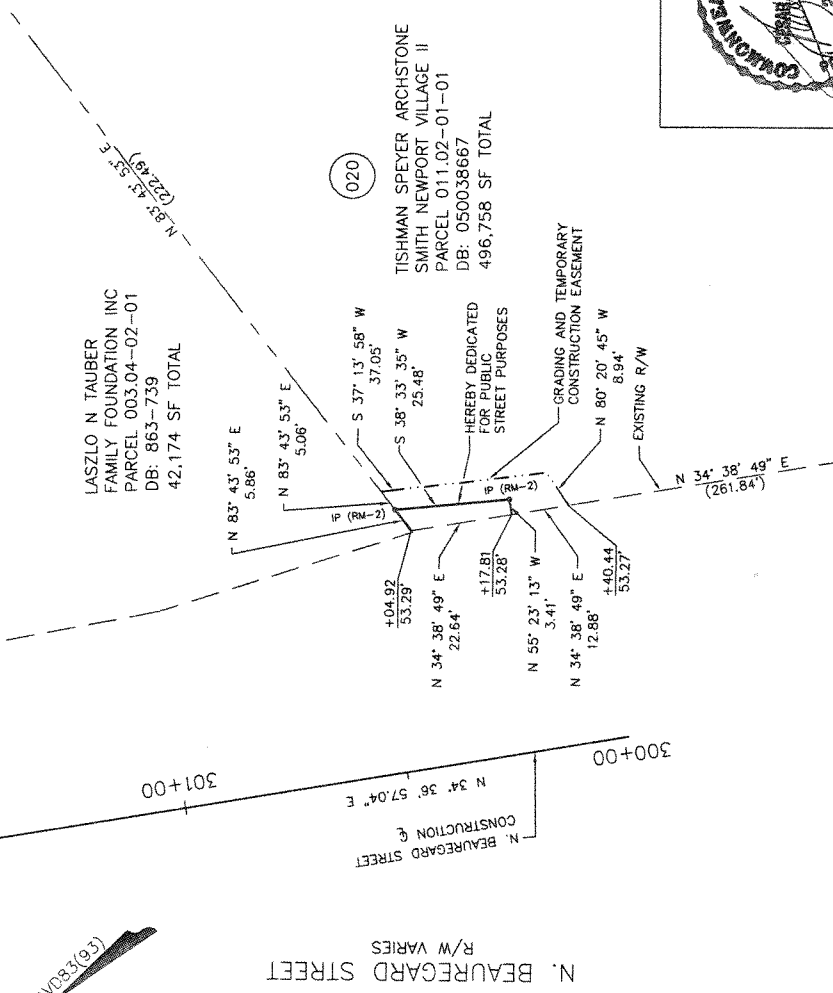 COMMONWEA
CESAR
N 83° 43' 53" E
(222.49')
LASZLO N TAUBER
FAMILY FOUNDATION INC
PARCEL 003.04-02-01
DB: 863-739
42,174 SF TOTAL
020
TISHMAN SPEYER ARCHSTONE
SMITH NEWPORT VILLAGE II
PARCEL 011.02-01-01
DB: 050038667
496,758 SF TOTAL
N 83° 43' 53" E
5.86'
N 83° 43' 53" E
5.06'
S 37° 13' 58" W
37.05'
S 38° 33' 35" W
25.48'
HEREBY DEDICATED
FOR PUBLIC
STREET PURPOSES
GRADING AND TEMPORARY
CONSTRUCTION EASEMENT
N 80° 20' 45" W
8.94'
EXISTING R/W
N 34° 38' 49" E
(261.84')
IP (RM-2)
IP (RM-2)
+04.92
53.29'
N 34° 38' 49" E
22.64'
+17.81
53.28'
N 55° 23' 13" W
3.41'
N 34° 38' 49" E
12.88'
+40.44
53.27'
301+00
300+00
N 34° 36' 57.04" E
N. BEAUREGARD STREET
CONSTRUCTION ℄
VD83(93)
N. BEAUREGARD STREET
R/W VARIES